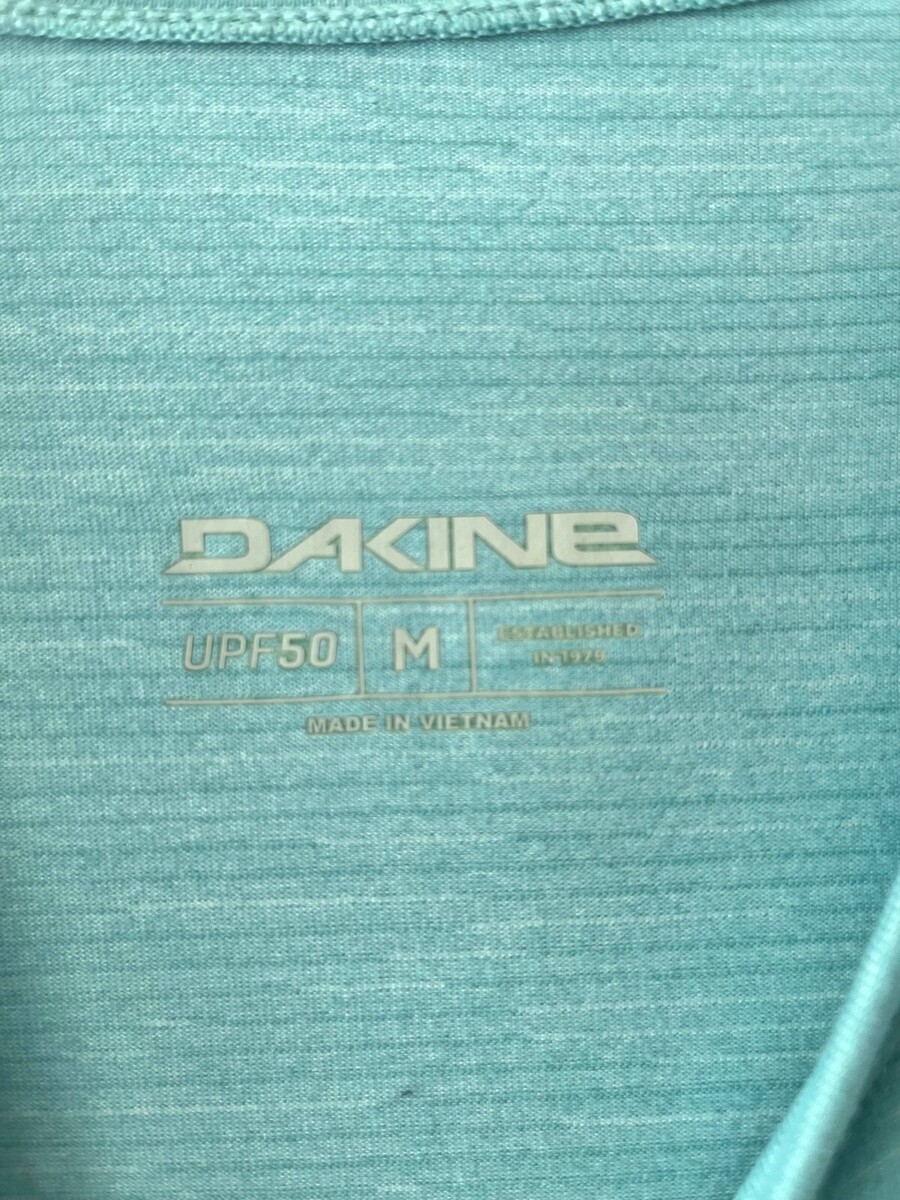 DAKINE
UPF50
M
ESTABLISHED
IN 1979
MADE IN VIETNAM